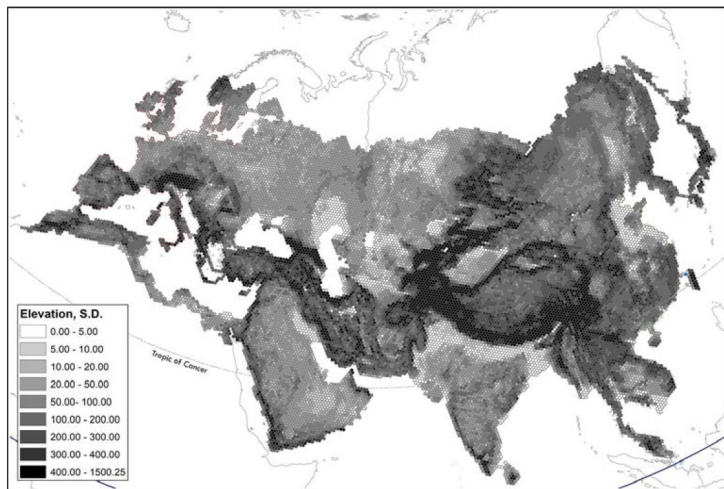 Elevation, S.D.
0.00 - 5.00
5.00 - 10.00
10.00 - 20.00
20.00 - 50.00
50.00- 100.00
100.00 - 200.00
200.00 - 300.00
300.00 - 400.00
400.00 - 1500.25
Tropic of Cancer